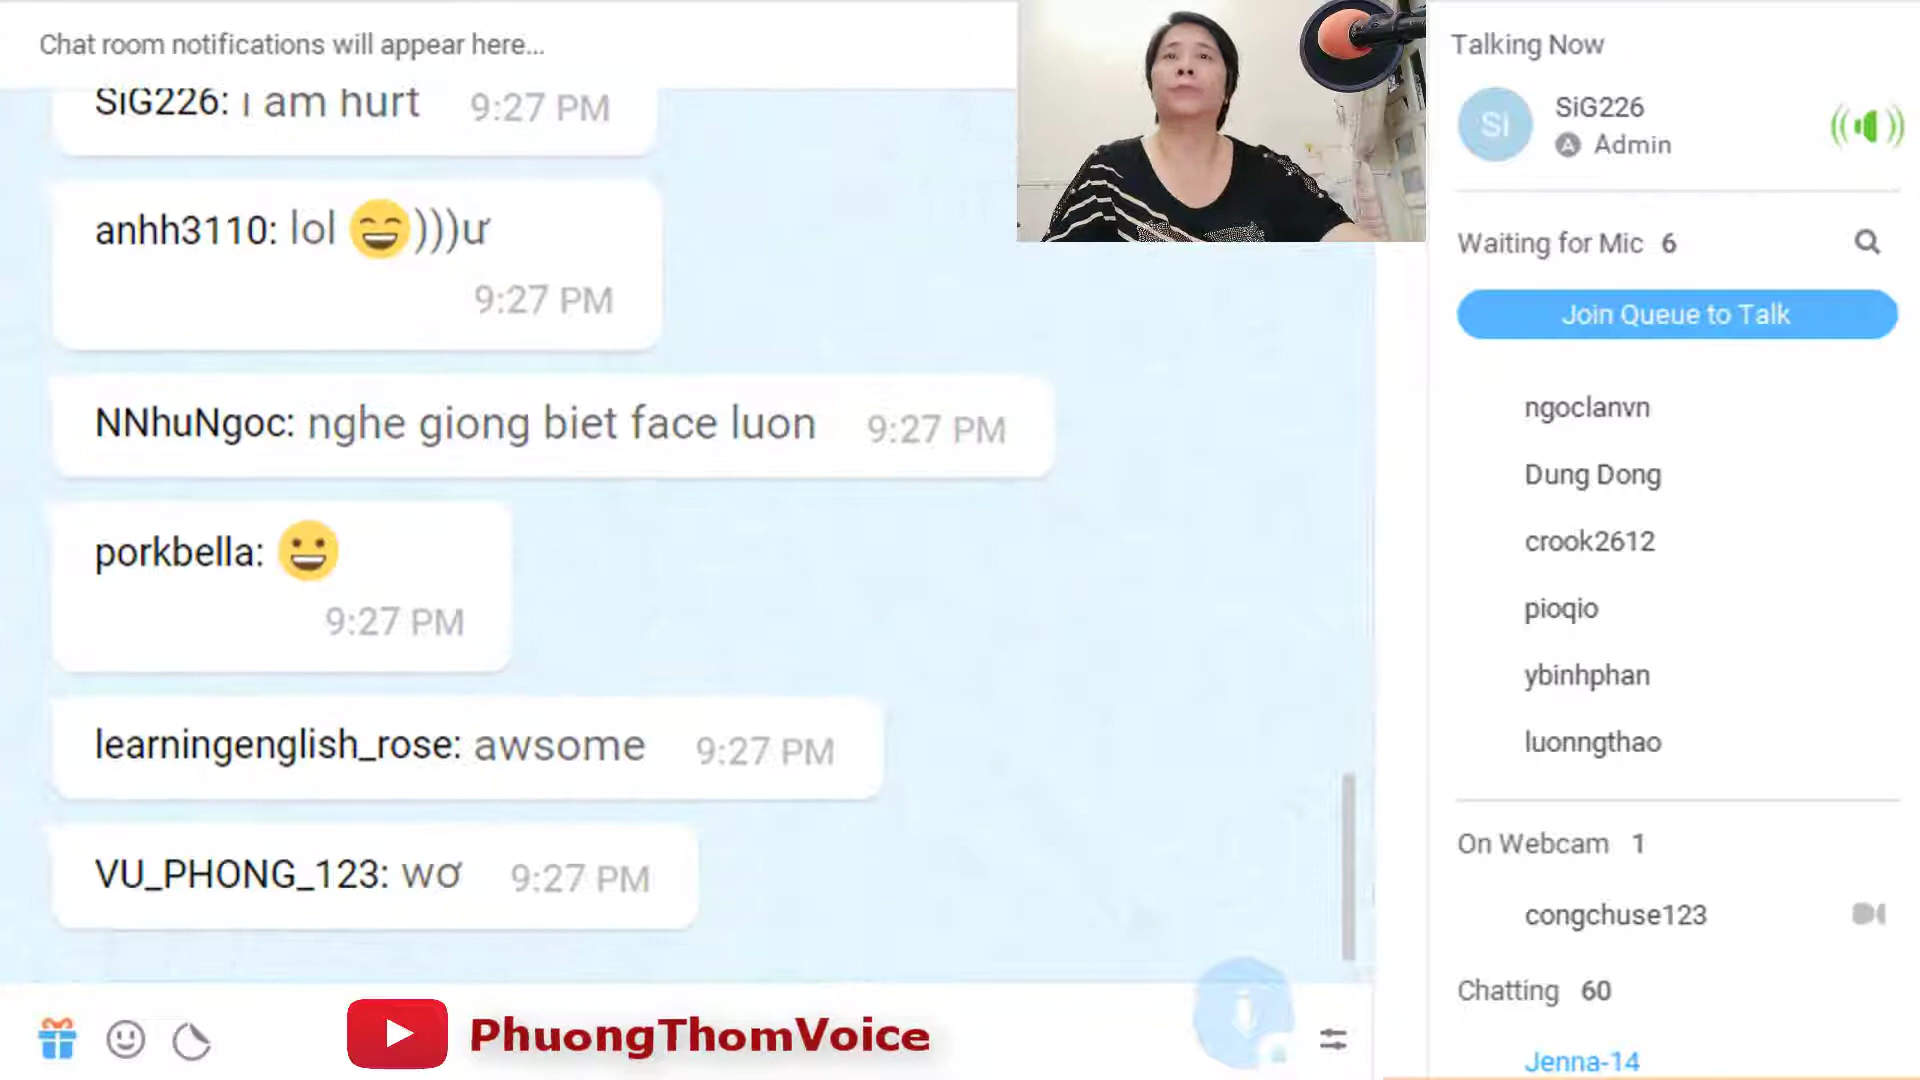 Chat room notifications will appear here...
SiG226: i am hurt 9:27 PM
anhh3110: lol 😄)))ư
9:27 PM
NNhuNgoc: nghe giong biet face luon 9:27 PM
porkbella: 😀
9:27 PM
learningenglish_rose: awsome 9:27 PM
VU_PHONG_123: wơ 9:27 PM
PhuongThomVoice
Talking Now
Si
SiG226
A Admin
Waiting for Mic 6
Join Queue to Talk
ngoclanvn
Dung Dong
crook2612
pioqio
ybinhphan
luonngthao
On Webcam 1
congchuse123
Chatting 60
Jenna-14